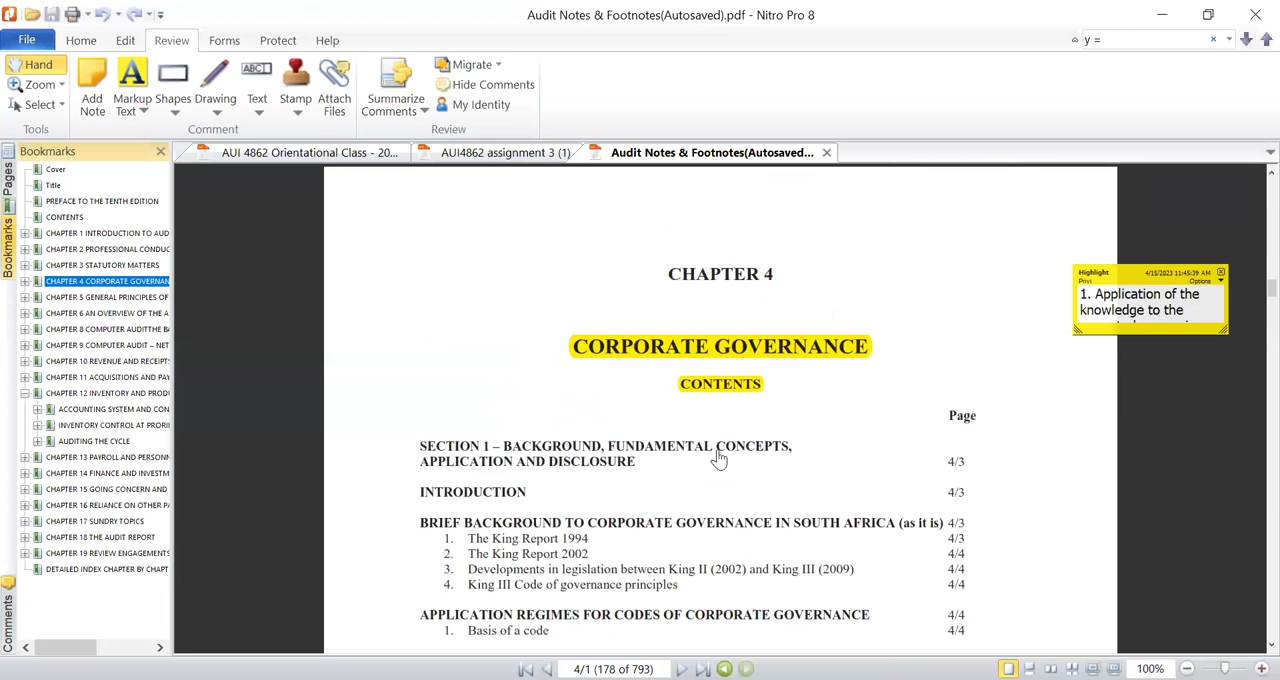 Audit Notes & Footnotes(Autosaved).pdf - Nitro Pro 8
File Home Edit Review Forms Protect Help
y =
Hand
Zoom
Select
Tools
Add Note
Markup Text
Shapes
Drawing
Text
Stamp
Attach Files
Comment
Summarize Comments
Migrate
Hide Comments
My Identity
Review
Bookmarks
AUI 4862 Orientational Class - 20...
AUI4862 assignment 3 (1)
Audit Notes & Footnotes(Autosaved...
Pages
Bookmarks
Comments
Cover
Title
PREFACE TO THE TENTH EDITION
CONTENTS
CHAPTER 1 INTRODUCTION TO AUD
CHAPTER 2 PROFESSIONAL CONDUC
CHAPTER 3 STATUTORY MATTERS
CHAPTER 4 CORPORATE GOVERNAN
CHAPTER 5 GENERAL PRINCIPLES OF
CHAPTER 6 AN OVERVIEW OF THE A
CHAPTER 8 COMPUTER AUDITTHE BA
CHAPTER 9 COMPUTER AUDIT – NET
CHAPTER 10 REVENUE AND RECEIPTS
CHAPTER 11 ACQUISITIONS AND PAY
CHAPTER 12 INVENTORY AND PRODU
ACCOUNTING SYSTEM AND CON
INVENTORY CONTROL AT PRORI
AUDITING THE CYCLE
CHAPTER 13 PAYROLL AND PERSONN
CHAPTER 14 FINANCE AND INVESTM
CHAPTER 15 GOING CONCERN AND
CHAPTER 16 RELIANCE ON OTHER PA
CHAPTER 17 SUNDRY TOPICS
CHAPTER 18 THE AUDIT REPORT
CHAPTER 19 REVIEW ENGAGEMENTS
DETAILED INDEX CHAPTER BY CHAPT
CHAPTER 4
CORPORATE GOVERNANCE
CONTENTS
Page
SECTION 1 – BACKGROUND, FUNDAMENTAL CONCEPTS,
APPLICATION AND DISCLOSURE 4/3
INTRODUCTION 4/3
BRIEF BACKGROUND TO CORPORATE GOVERNANCE IN SOUTH AFRICA (as it is) 4/3
1. The King Report 1994 4/3
2. The King Report 2002 4/4
3. Developments in legislation between King II (2002) and King III (2009) 4/4
4. King III Code of governance principles 4/4
APPLICATION REGIMES FOR CODES OF CORPORATE GOVERNANCE 4/4
1. Basis of a code 4/4
Highlight 4/15/2023 11:45:39 AM
Privi Options
1. Application of the
knowledge to the
4/1 (178 of 793)
100%